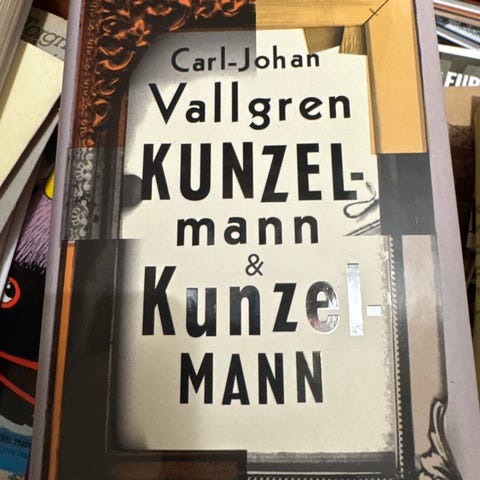 Carl-Johan
Vallgren
KUNZEL-
mann
&
Kunzel-
MANN